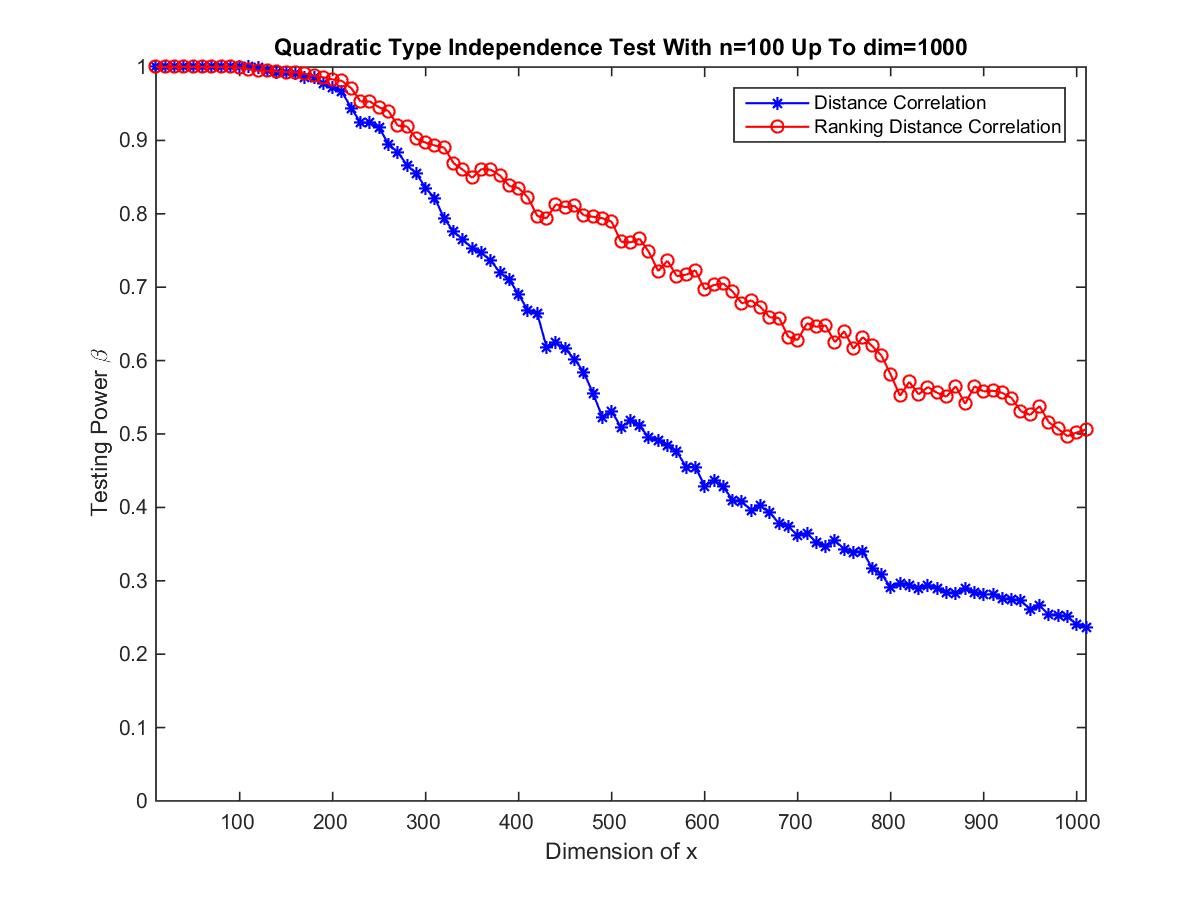 Quadratic Type Independence Test With n=100 Up To dim=1000
Distance Correlation
Ranking Distance Correlation
Testing Power β
1
0.9
0.8
0.7
0.6
0.5
0.4
0.3
0.2
0.1
0
100 200 300 400 500 600 700 800 900 1000
Dimension of x